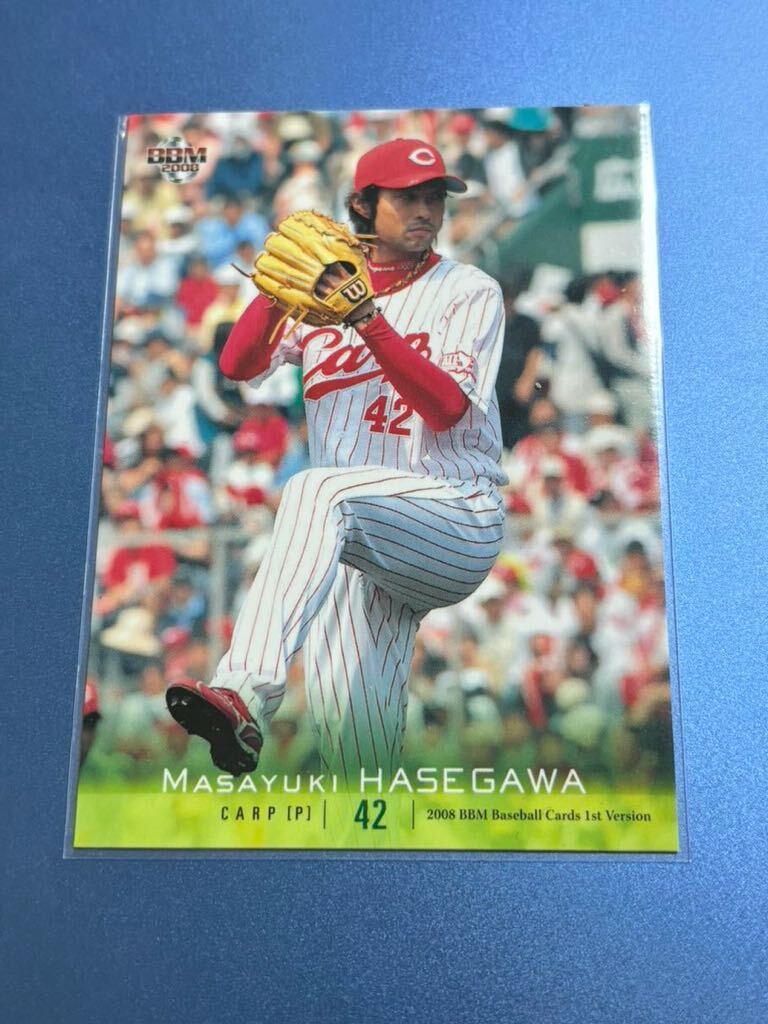 BBM
2008
C
W
Carp
42
MASAYUKI HASEGAWA
CARP [P] | 42 | 2008 BBM Baseball Cards 1st Version